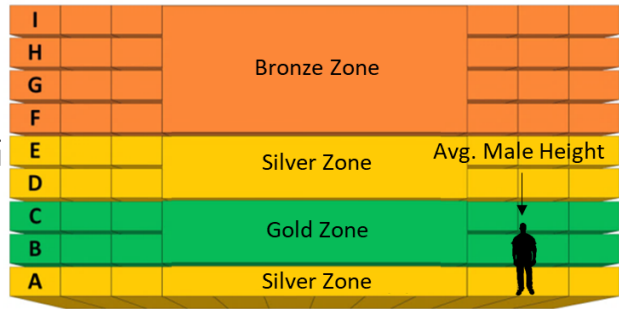 I
H
Bronze Zone
G
F
E
Silver Zone
Avg. Male Height
D
C
Gold Zone
B
A
Silver Zone